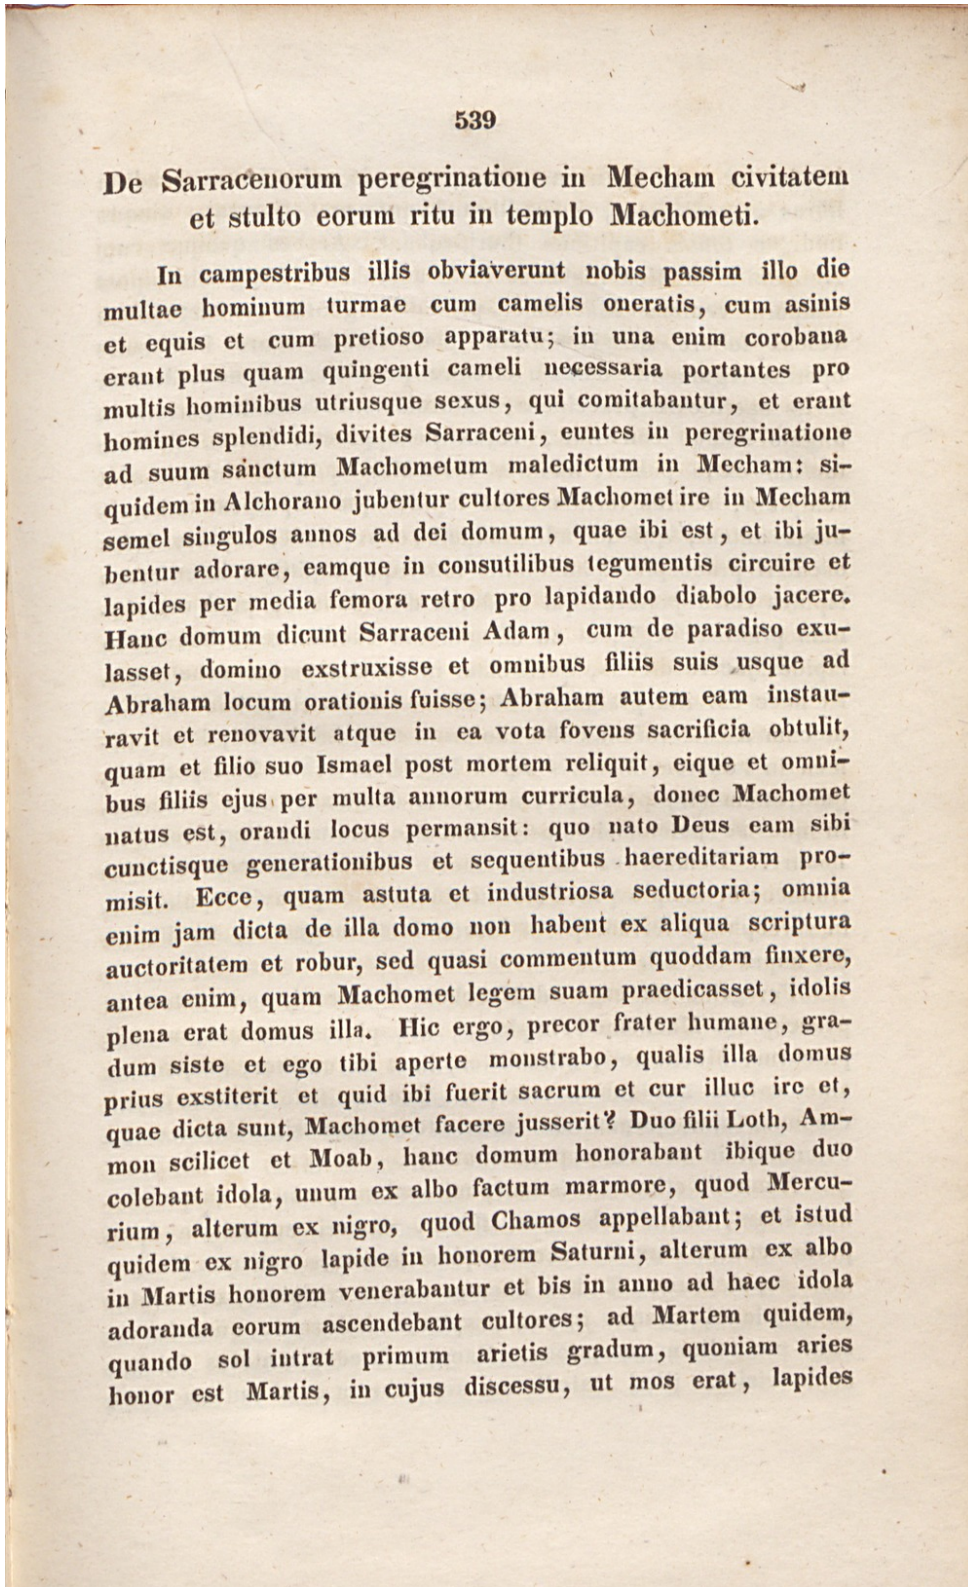 539
De Sarracenorum peregrinatione in Mecham civitatem
et stulto eorum ritu in templo Machometi.
In campestribus illis obviaverunt nobis passim illo die
multae hominum turmae cum camelis oneratis, cum asinis
et equis et cum pretioso apparatu; in una enim corobana
erant plus quam quingenti cameli necessaria portantes pro
multis hominibus utriusque sexus, qui comitabantur, et erant
homines splendidi, divites Sarraceni, euntes in peregrinatione
ad suum sanctum Machometum maledictum in Mecham: si-
quidem in Alchorano jubentur cultores Machomet ire in Mecham
semel singulos annos ad dei domum, quae ibi est, et ibi ju-
bentur adorare, eamque in consutilibus tegumentis circuire et
lapides per media femora retro pro lapidando diabolo jacere.
Hanc domum dicunt Sarraceni Adam, cum de paradiso exu-
lasset, domino exstruxisse et omnibus filiis suis usque ad
Abraham locum orationis fuisse; Abraham autem eam instau-
ravit et renovavit atque in ea vota fovens sacrificia obtulit,
quam et filio suo Ismael post mortem reliquit, eique et omni-
bus filiis ejus per multa annorum curricula, donec Machomet
natus est, orandi locus permansit: quo nato Deus eam sibi
cunctisque generationibus et sequentibus haereditariam pro-
misit. Ecce, quam astuta et industriosa seductoria; omnia
enim jam dicta de illa domo non habent ex aliqua scriptura
auctoritatem et robur, sed quasi commentum quoddam finxere,
antea enim, quam Machomet legem suam praedicasset, idolis
plena erat domus illa. Hic ergo, precor frater humane, gra-
dum siste et ego tibi aperte monstrabo, qualis illa domus
prius exstiterit et quid ibi fuerit sacrum et cur illuc ire et,
quae dicta sunt, Machomet facere jusserit? Duo filii Loth, Am-
mon scilicet et Moab, hanc domum honorabant ibique duo
colebant idola, unum ex albo factum marmore, quod Mercu-
rium, alterum ex nigro, quod Chamos appellabant; et istud
quidem ex nigro lapide in honorem Saturni, alterum ex albo
in Martis honorem venerabantur et bis in anno ad haec idola
adoranda eorum ascendebant cultores; ad Martem quidem,
quando sol intrat primum arietis gradum, quoniam aries
honor est Martis, in cujus discessu, ut mos erat, lapides